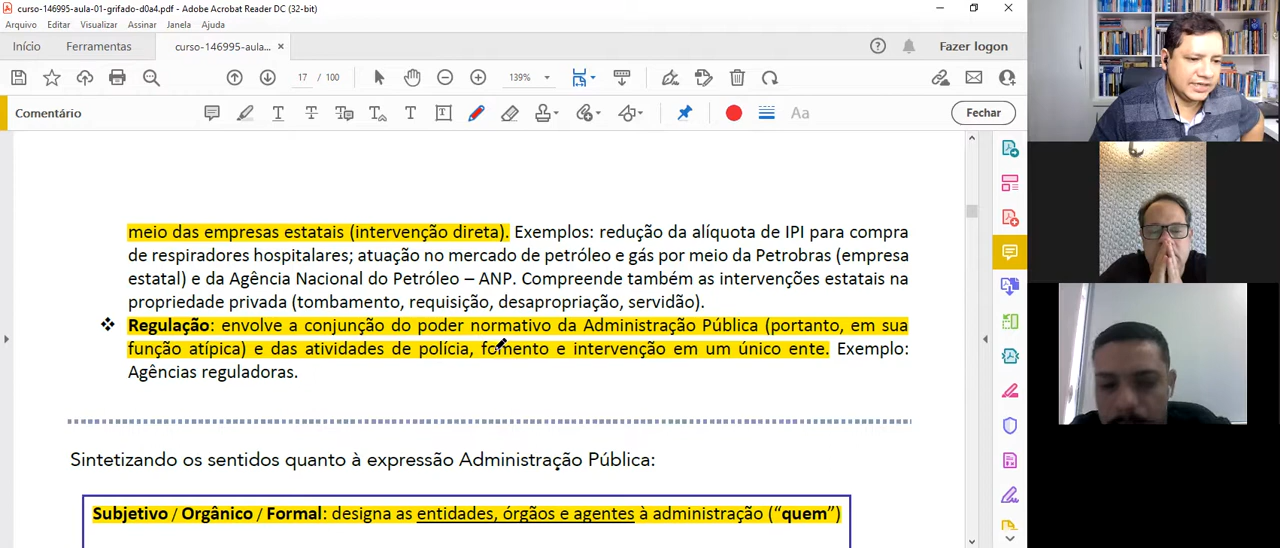 curso-146995-aula-01-grifado-d0a4.pdf - Adobe Acrobat Reader DC (32-bit)
Arquivo Editar Visualizar Assinar Janela Ajuda
Início Ferramentas curso-146995-aula... × Fazer logon
17 / 100 139%
Comentário Aa Fechar
meio das empresas estatais (intervenção direta). Exemplos: redução da alíquota de IPI para compra
de respiradores hospitalares; atuação no mercado de petróleo e gás por meio da Petrobras (empresa
estatal) e da Agência Nacional do Petróleo – ANP. Compreende também as intervenções estatais na
propriedade privada (tombamento, requisição, desapropriação, servidão).
❖ Regulação: envolve a conjunção do poder normativo da Administração Pública (portanto, em sua
função atípica) e das atividades de polícia, fomento e intervenção em um único ente. Exemplo:
Agências reguladoras.
Sintetizando os sentidos quanto à expressão Administração Pública:
Subjetivo / Orgânico / Formal: designa as entidades, órgãos e agentes à administração (“quem”)